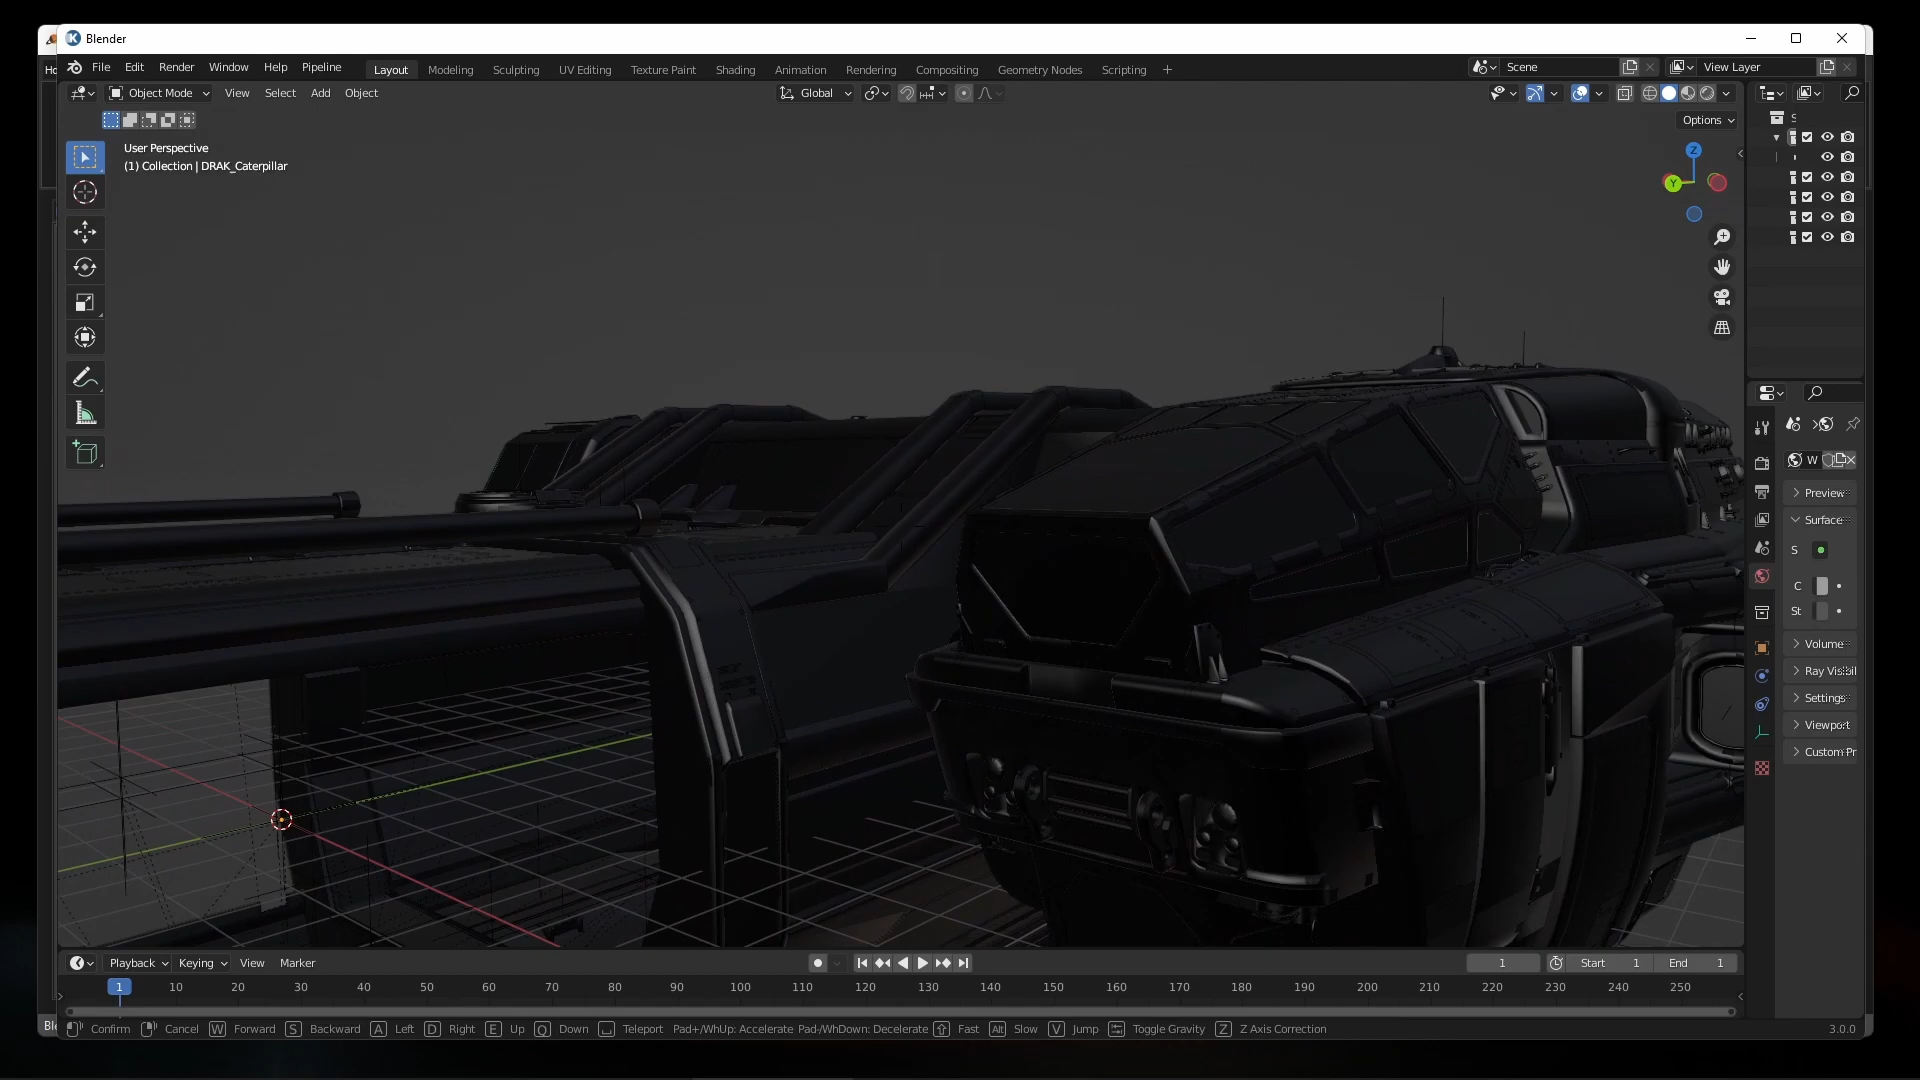 Blender
File Edit Render Window Help Pipeline Layout Modeling Sculpting UV Editing Texture Paint Shading Animation Rendering Compositing Geometry Nodes Scripting + Scene View Layer
Object Mode View Select Add Object Global
Options
User Perspective
(1) Collection | DRAK_Caterpillar
Z
Y
W
Preview
Surface
S
C
St
Volume
Ray Visibil
Settings
Viewport
Custom Pr
Playback Keying View Marker 1 Start 1 End 1
1 10 20 30 40 50 60 70 80 90 100 110 120 130 140 150 160 170 180 190 200 210 220 230 240 250
Confirm Cancel W Forward S Backward A Left D Right E Up Q Down Teleport Pad+/WhUp: Accelerate Pad-/WhDown: Decelerate Fast Alt Slow V Jump Toggle Gravity Z Z Axis Correction 3.0.0